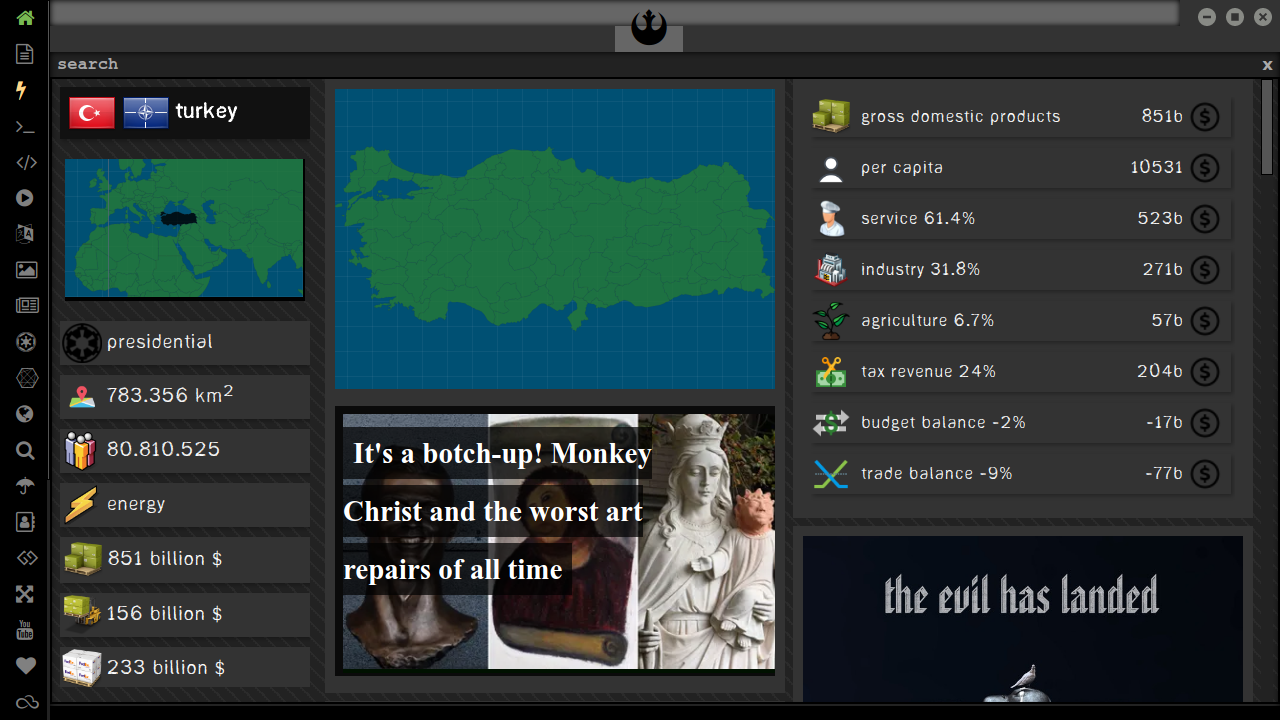 search
x
turkey
presidential
783.356 km²
80.810.525
energy
851 billion $
156 billion $
233 billion $
It's a botch-up! Monkey
Christ and the worst art
repairs of all time
gross domestic products 851b $
per capita 10531 $
service 61.4% 523b $
industry 31.8% 271b $
agriculture 6.7% 57b $
tax revenue 24% 204b $
budget balance -2% -17b $
trade balance -9% -77b $
the evil has landed
You
Tube